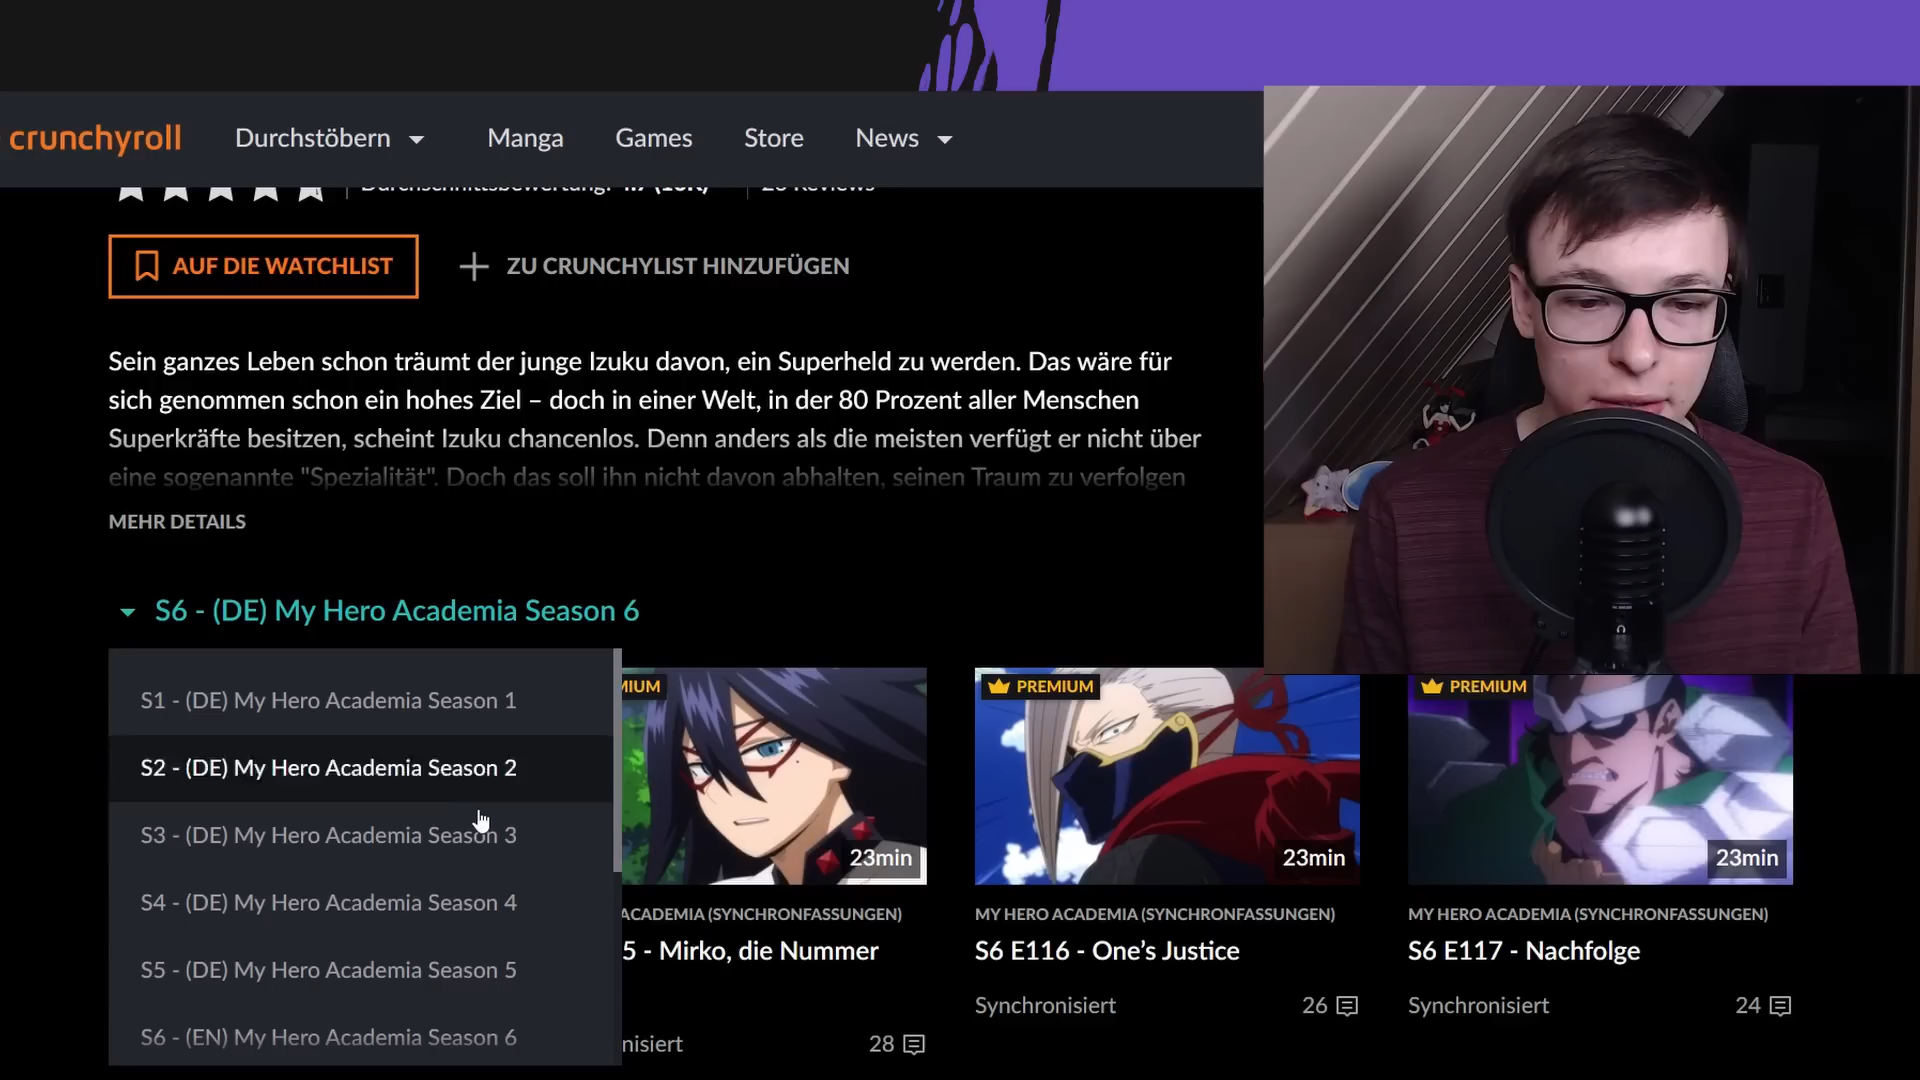 crunchyroll
Durchstöbern
Manga
Games
Store
News
AUF DIE WATCHLIST
ZU CRUNCHYLIST HINZUFÜGEN
Sein ganzes Leben schon träumt der junge Izuku davon, ein Superheld zu werden. Das wäre für
sich genommen schon ein hohes Ziel – doch in einer Welt, in der 80 Prozent aller Menschen
Superkräfte besitzen, scheint Izuku chancenlos. Denn anders als die meisten verfügt er nicht über
eine sogenannte "Spezialität". Doch das soll ihn nicht davon abhalten, seinen Traum zu verfolgen
MEHR DETAILS
S6 - (DE) My Hero Academia Season 6
S1 - (DE) My Hero Academia Season 1
S2 - (DE) My Hero Academia Season 2
S3 - (DE) My Hero Academia Season 3
S4 - (DE) My Hero Academia Season 4
S5 - (DE) My Hero Academia Season 5
S6 - (EN) My Hero Academia Season 6
23min
ACADEMIA (SYNCHRONFASSUNGEN)
5 - Mirko, die Nummer
28
PREMIUM
23min
MY HERO ACADEMIA (SYNCHRONFASSUNGEN)
S6 E116 - One’s Justice
Synchronisiert 26
PREMIUM
23min
MY HERO ACADEMIA (SYNCHRONFASSUNGEN)
S6 E117 - Nachfolge
Synchronisiert 24